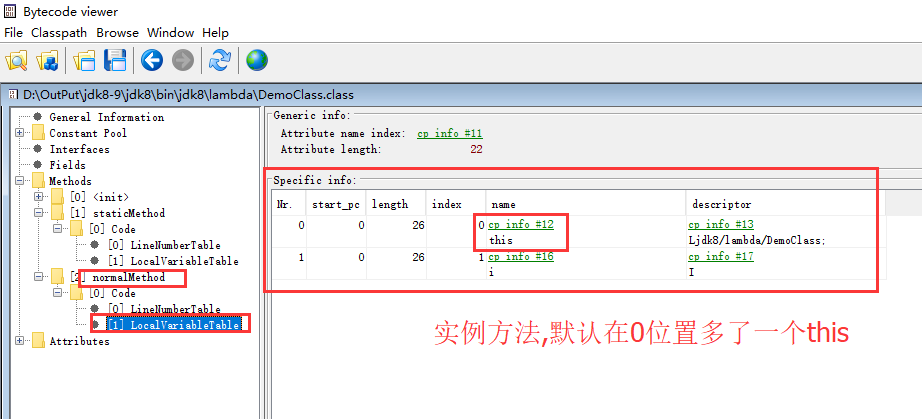 Bytecode viewer
File Classpath Browse Window Help
D:\OutPut\jdk8-9\jdk8\bin\jdk8\lambda\DemoClass.class
General Information
Constant Pool
Interfaces
Fields
Methods
[0] <init>
[1] staticMethod
[0] Code
[0] LineNumberTable
[1] LocalVariableTable
[2] normalMethod
[0] Code
[0] LineNumberTable
[1] LocalVariableTable
Attributes
Generic info:
Attribute name index: cp info #11
Attribute length: 22
Specific info:
Nr. start_pc length index name descriptor
0 0 26 0 cp info #12 cp info #13
this Ljdk8/lambda/DemoClass;
1 0 26 1 cp info #16 cp info #17
i I
实例方法,默认在0位置多了一个this